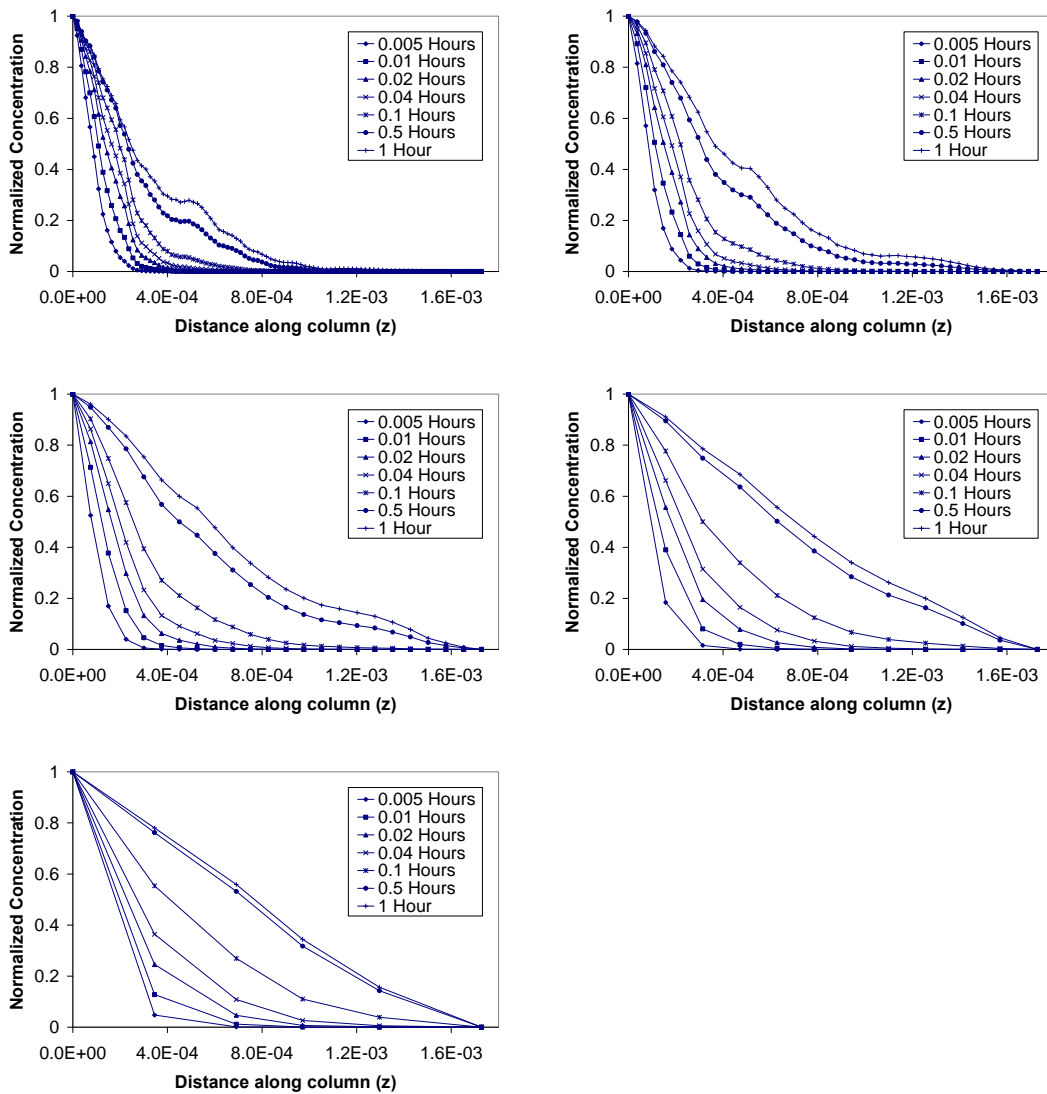 Normalized Concentration
1
0.8
0.6
0.4
0.2
0
0.0E+00 4.0E-04 8.0E-04 1.2E-03 1.6E-03
Distance along column (z)
0.005 Hours
0.01 Hours
0.02 Hours
0.04 Hours
0.1 Hours
0.5 Hours
1 Hour
Normalized Concentration
1
0.8
0.6
0.4
0.2
0
0.0E+00 4.0E-04 8.0E-04 1.2E-03 1.6E-03
Distance along column (z)
0.005 Hours
0.01 Hours
0.02 Hours
0.04 Hours
0.1 Hours
0.5 Hours
1 Hour
Normalized Concentration
1
0.8
0.6
0.4
0.2
0
0.0E+00 4.0E-04 8.0E-04 1.2E-03 1.6E-03
Distance along column (z)
0.005 Hours
0.01 Hours
0.02 Hours
0.04 Hours
0.1 Hours
0.5 Hours
1 Hour
Normalized Concentration
1
0.8
0.6
0.4
0.2
0
0.0E+00 4.0E-04 8.0E-04 1.2E-03 1.6E-03
Distance along column (z)
0.005 Hours
0.01 Hours
0.02 Hours
0.04 Hours
0.1 Hours
0.5 Hours
1 Hour
Normalized Concentration
1
0.8
0.6
0.4
0.2
0
0.0E+00 4.0E-04 8.0E-04 1.2E-03 1.6E-03
Distance along column (z)
0.005 Hours
0.01 Hours
0.02 Hours
0.04 Hours
0.1 Hours
0.5 Hours
1 Hour